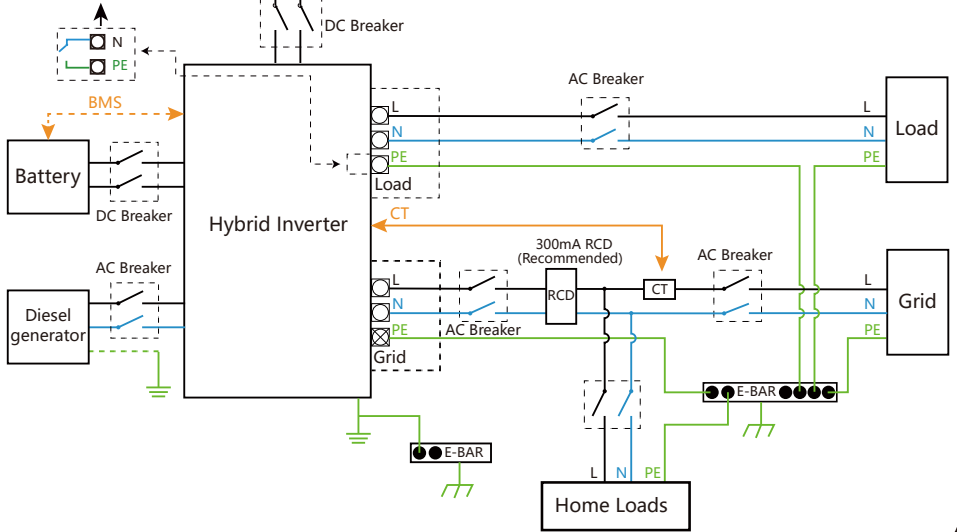 DC Breaker
N
PE
BMS
AC Breaker
L
N
PE
Load
L
N
PE
Load
Battery
DC Breaker
Hybrid Inverter
CT
300mA RCD
(Recommended)
AC Breaker
AC Breaker
L
N
PE
Grid
AC Breaker
RCD
CT
L
N
PE
Grid
Diesel
generator
E-BAR
E-BAR
L
N
PE
Home Loads